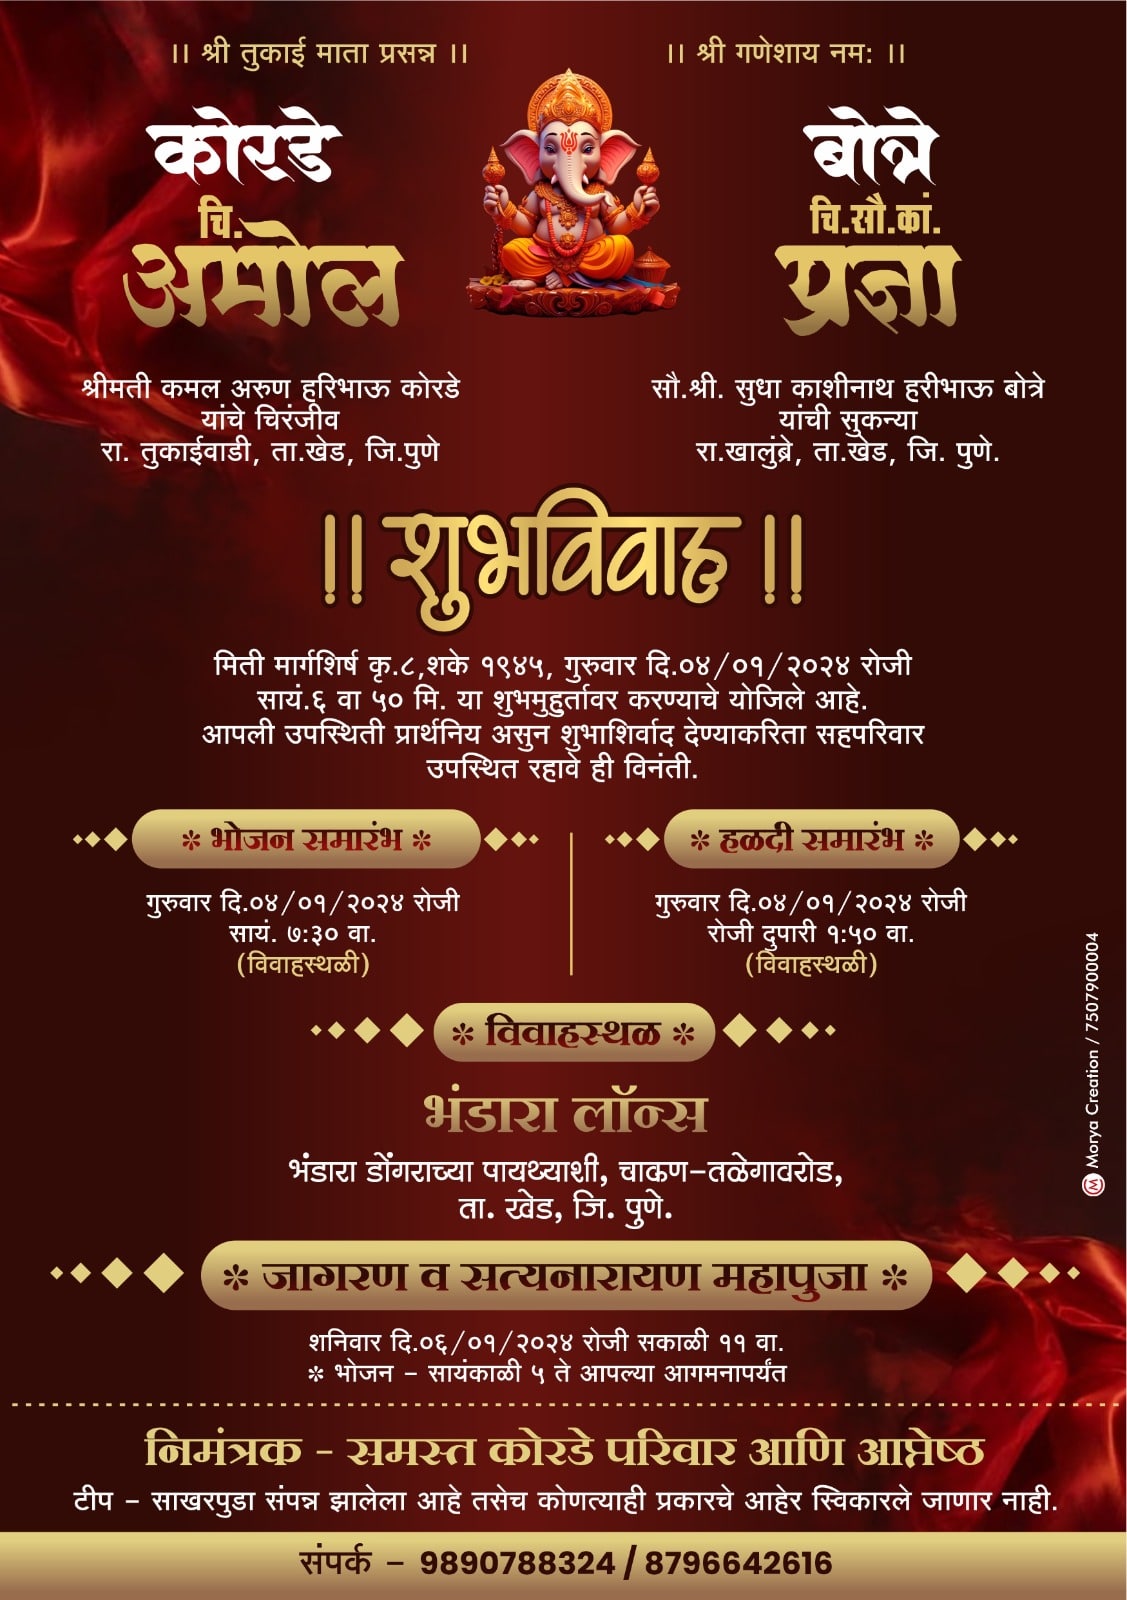 ।। श्री तुकाई माता प्रसन्न ।।
।। श्री गणेशाय नम: ।।
कोरडे
चि.
अमोल
श्रीमती कमल अरुण हरिभाऊ कोरडे
यांचे चिरंजीव
रा. तुकाईवाडी, ता.खेड, जि.पुणे
बोत्रे
चि.सौ.कां.
प्रज्ञा
सौ.श्री. सुधा काशीनाथ हरीभाऊ बोत्रे
यांची सुकन्या
रा.खालुंब्रे, ता.खेड, जि. पुणे.
।। शुभविवाह ।।
मिती मार्गशिर्ष कृ.८,शके १९४५, गुरुवार दि.०४/०१/२०२४ रोजी
सायं.६ वा ५० मि. या शुभमुहुर्तावर करण्याचे योजिले आहे.
आपली उपस्थिती प्रार्थनिय असुन शुभाशिर्वाद देण्याकरिता सहपरिवार
उपस्थित रहावे ही विनंती.
* भोजन समारंभ *
गुरुवार दि.०४/०१/२०२४ रोजी
सायं. ७:३० वा.
(विवाहस्थळी)
* हळदी समारंभ *
गुरुवार दि.०४/०१/२०२४ रोजी
रोजी दुपारी १:५० वा.
(विवाहस्थळी)
* विवाहस्थळ *
भंडारा लॉन्स
भंडारा डोंगराच्या पायथ्याशी, चाकण-तळेगावरोड,
ता. खेड, जि. पुणे.
* जागरण व सत्यनारायण महापुजा *
शनिवार दि.०६/०१/२०२४ रोजी सकाळी ११ वा.
* भोजन - सायंकाळी ५ ते आपल्या आगमनापर्यंत
निमंत्रक - समस्त कोरडे परिवार आणि आप्तेष्ठ
टीप - साखरपुडा संपन्न झालेला आहे तसेच कोणत्याही प्रकारचे आहेर स्विकारले जाणार नाही.
संपर्क - 9890788324 / 8796642616
M Morya Creation / 7507900004